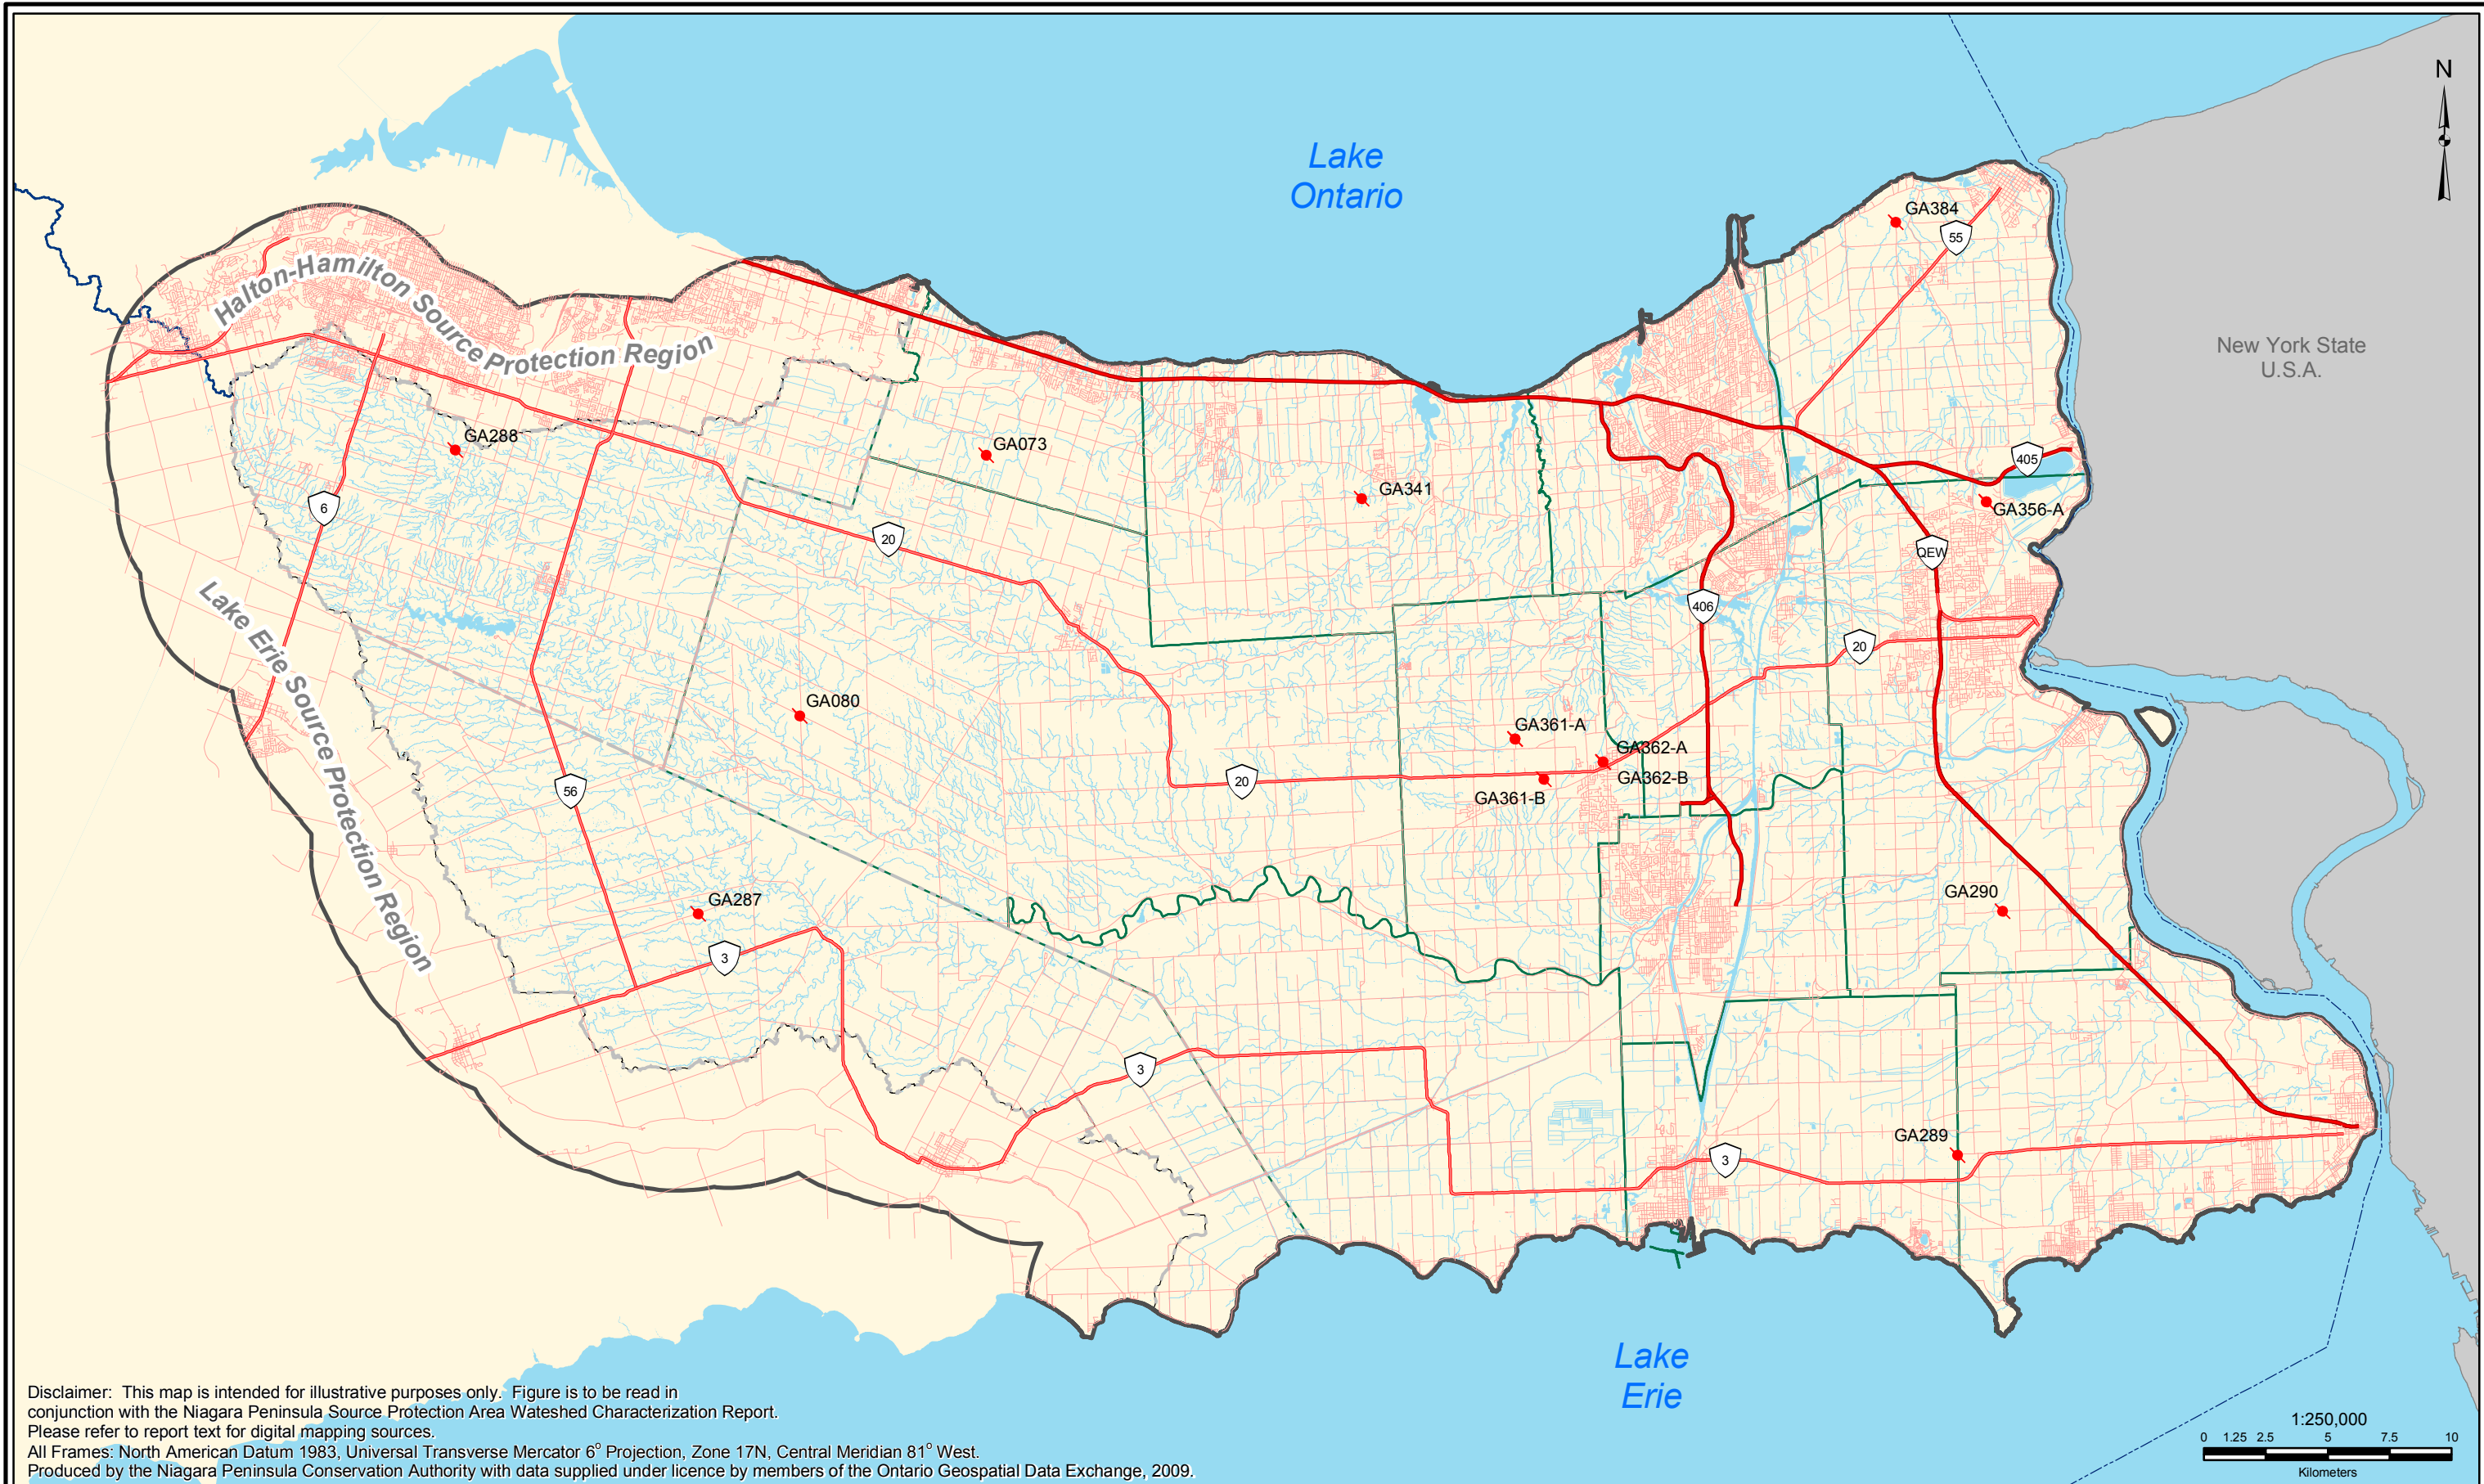 N
Lake
Ontario
GA384
55
Halton-Hamilton Source Protection Region
New York State
U.S.A.
GA288
GA073
405
GA341
6
GA356-A
20
QEW
Lake Erie Source Protection Region
406
20
GA080
GA361-A
GA362-A
20
GA362-B
56
GA361-B
GA287
GA290
3
3
GA289
3
Lake
Erie
Disclaimer: This map is intended for illustrative purposes only. Figure is to be read in
conjunction with the Niagara Peninsula Source Protection Area Wateshed Characterization Report.
Please refer to report text for digital mapping sources.
All Frames: North American Datum 1983, Universal Transverse Mercator 6° Projection, Zone 17N, Central Meridian 81° West.
Produced by the Niagara Peninsula Conservation Authority with data supplied under licence by members of the Ontario Geospatial Data Exchange, 2009.
1:250,000
0 1.25 2.5 5 7.5 10
Kilometers